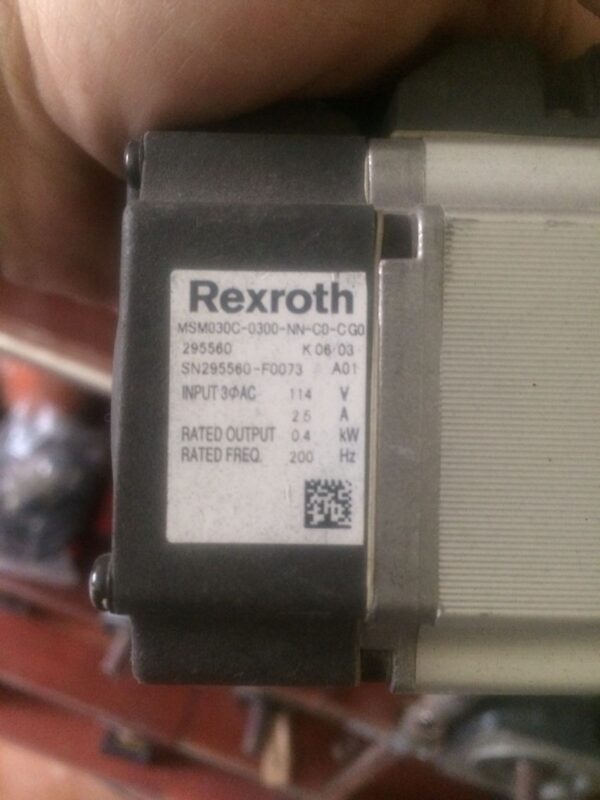 Rexroth
MSM030C-0300-NN-C0-CG0
295560 K 06 03
SN295560-F0073 A01
INPUT 3ΦAC 114 V
2.5 A
RATED OUTPUT 0.4 kW
RATED FREQ. 200 Hz